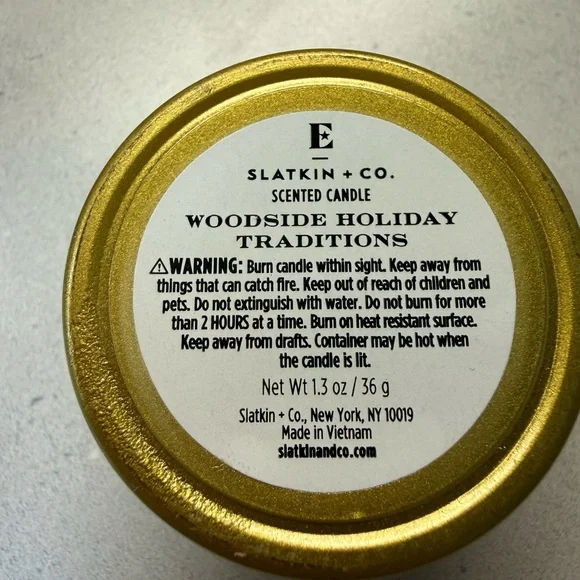 E
SLATKIN + CO.
SCENTED CANDLE
WOODSIDE HOLIDAY
TRADITIONS
⚠WARNING: Burn candle within sight. Keep away from
things that can catch fire. Keep out of reach of children and
pets. Do not extinguish with water. Do not burn for more
than 2 HOURS at a time. Burn on heat resistant surface.
Keep away from drafts. Container may be hot when
the candle is lit.
Net Wt 1.3 oz / 36 g
Slatkin + Co., New York, NY 10019
Made in Vietnam
slatkinandco.com